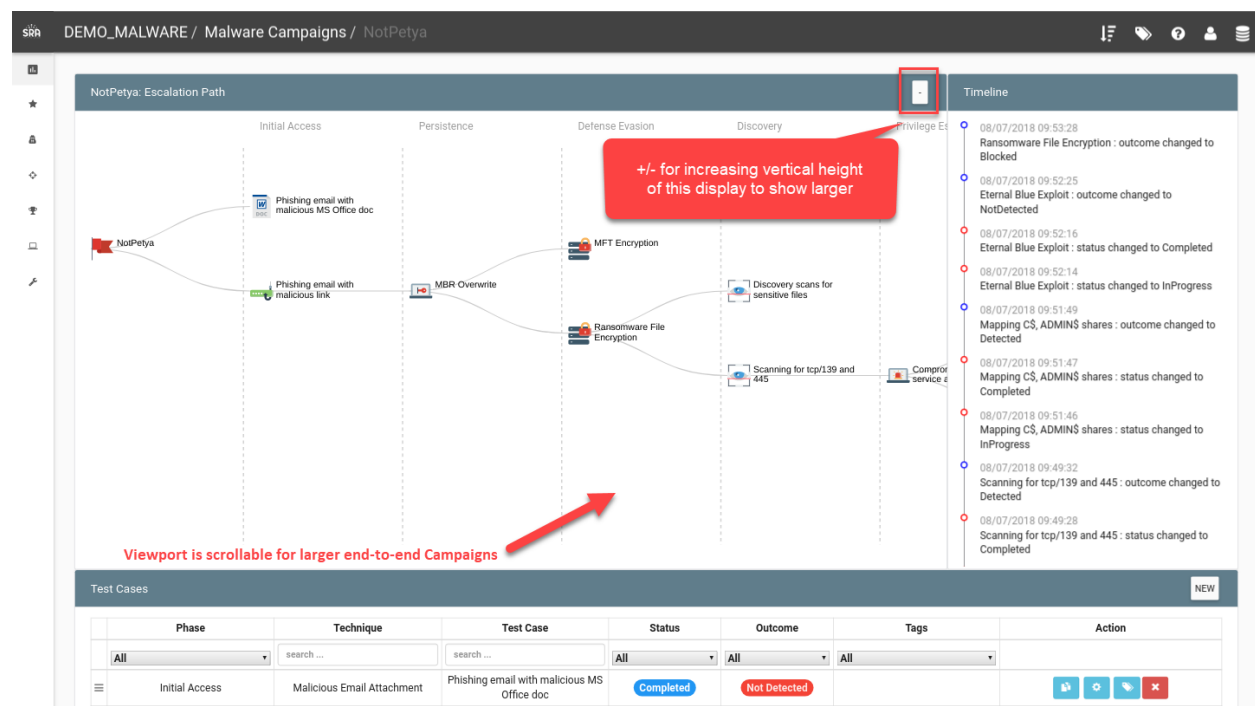 SRA
DEMO_MALWARE / Malware Campaigns / NotPetya
NotPetya: Escalation Path
Initial Access
Persistence
Defense Evasion
Discovery
Privilege Es
+/- for increasing vertical height
of this display to show larger
Phishing email with
malicious MS Office doc
NotPetya
MFT Encryption
Phishing email with
malicious link
MBR Overwrite
Discovery scans for
sensitive files
Ransomware File
Encryption
Scanning for tcp/139 and
445
Compror
service a
Viewport is scrollable for larger end-to-end Campaigns
Timeline
08/07/2018 09:53:28
Ransomware File Encryption : outcome changed to
Blocked
08/07/2018 09:52:25
Eternal Blue Exploit : outcome changed to
NotDetected
08/07/2018 09:52:16
Eternal Blue Exploit : status changed to Completed
08/07/2018 09:52:14
Eternal Blue Exploit : status changed to InProgress
08/07/2018 09:51:49
Mapping C$, ADMIN$ shares : outcome changed to
Detected
08/07/2018 09:51:47
Mapping C$, ADMIN$ shares : status changed to
Completed
08/07/2018 09:51:46
Mapping C$, ADMIN$ shares : status changed to
InProgress
08/07/2018 09:49:32
Scanning for tcp/139 and 445 : outcome changed to
Detected
08/07/2018 09:49:28
Scanning for tcp/139 and 445 : status changed to
Completed
Test Cases
NEW
Phase Technique Test Case Status Outcome Tags Action
All search ... search ... All All All
Initial Access Malicious Email Attachment Phishing email with malicious MS
Office doc Completed Not Detected